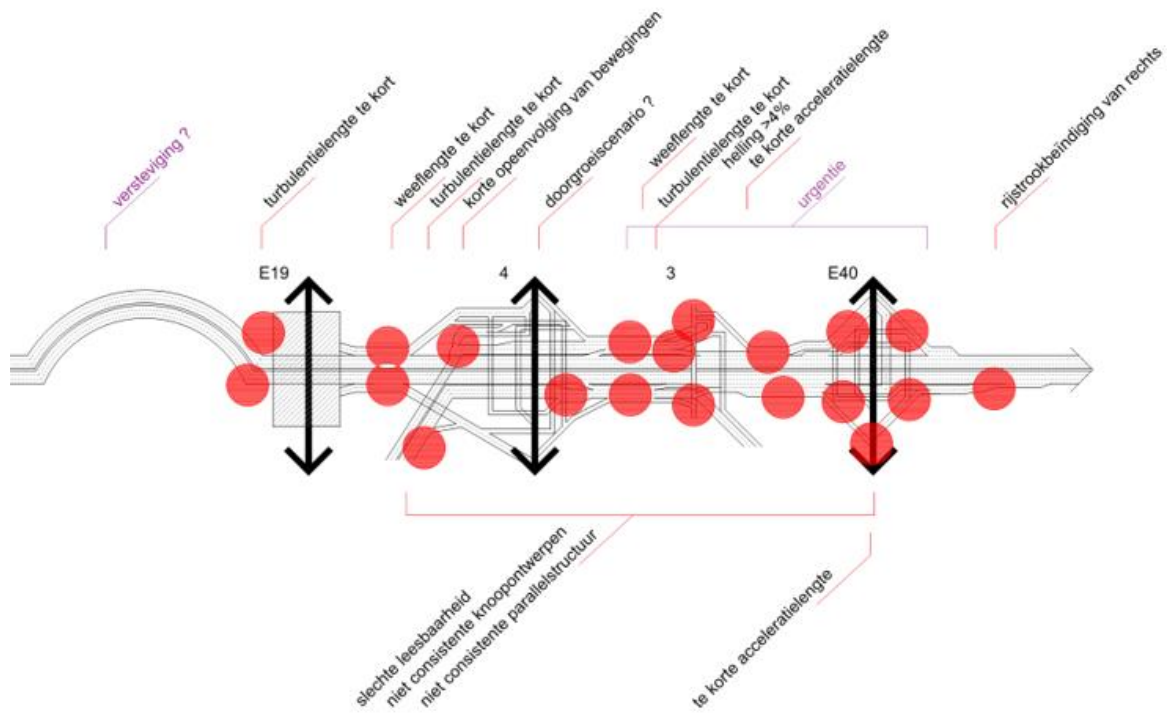 versteviging ?
turbulentielengte te kort
weeflengte te kort
turbulentielengte te kort
korte opeenvolging van bewegingen
doorgroeiscenario ?
weeflengte te kort
turbulentielengte te kort
helling >4%
te korte acceleratielengte
urgentie
rijstrookbeïndiging van rechts
E19
4
3
E40
slechte leesbaarheid
niet consistente knoopontwerpen
niet consistente parallelstructuur
te korte acceleratielengte